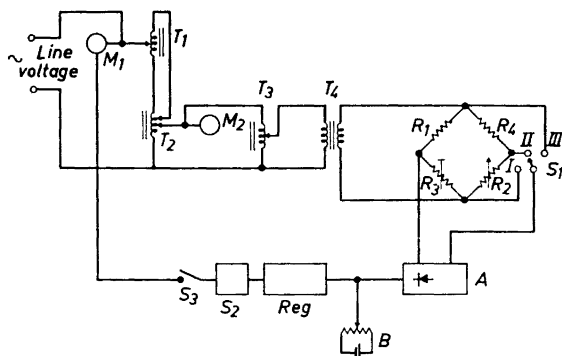 ~ Line voltage
M1
T1
T2
M2
T3
T4
R1
R4
R3
R2
I
II
III
S1
S3
S2
Reg
A
B